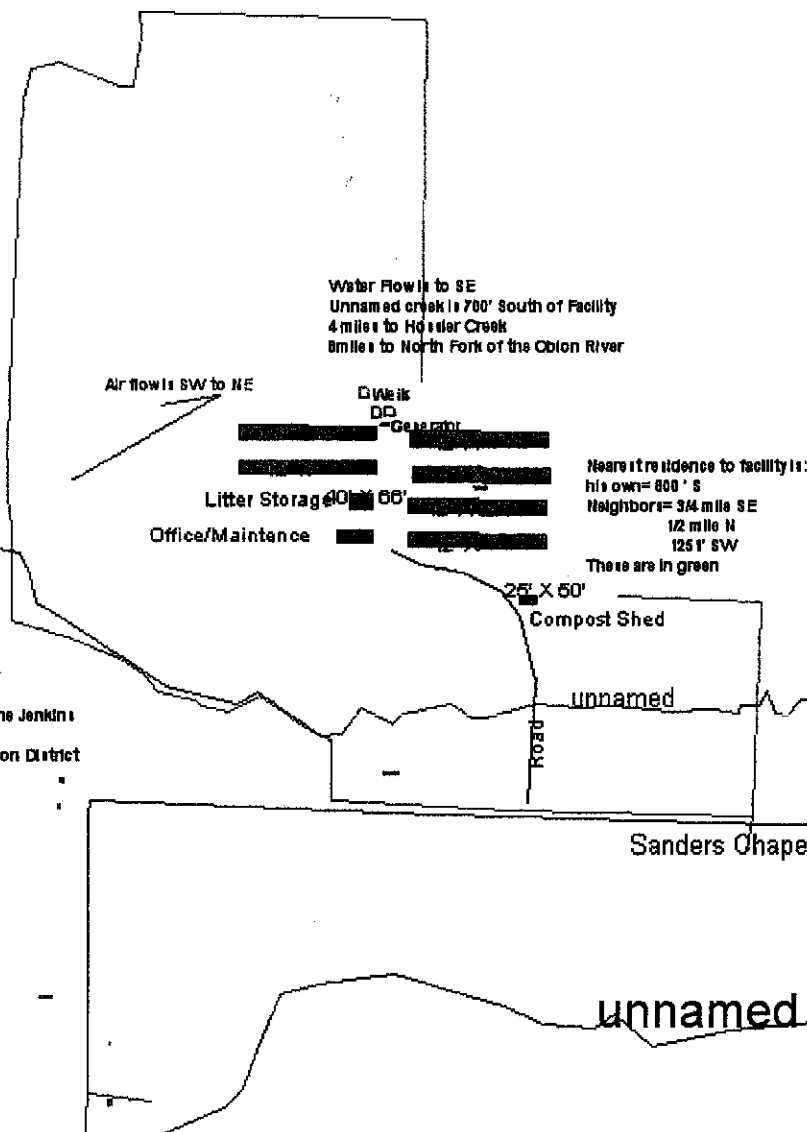 Water Flow is to SE
Unnamed creek is 700' South of Facility
4 miles to Hoosier Creek
8miles to North Fork of the Obion River
Air flow is SW to NE
Wells
Generator
Litter Storage 40' X 66'
Office/Maintence
Nearest residence to facility is:
his own= 800 ' S
Neighbors= 3/4 mile SE
1/2 mile N
1251' SW
These are in green
25' X 50'
Compost Shed
unnamed
Road
ne Jenkins
on District
Sanders Chape
unnamed